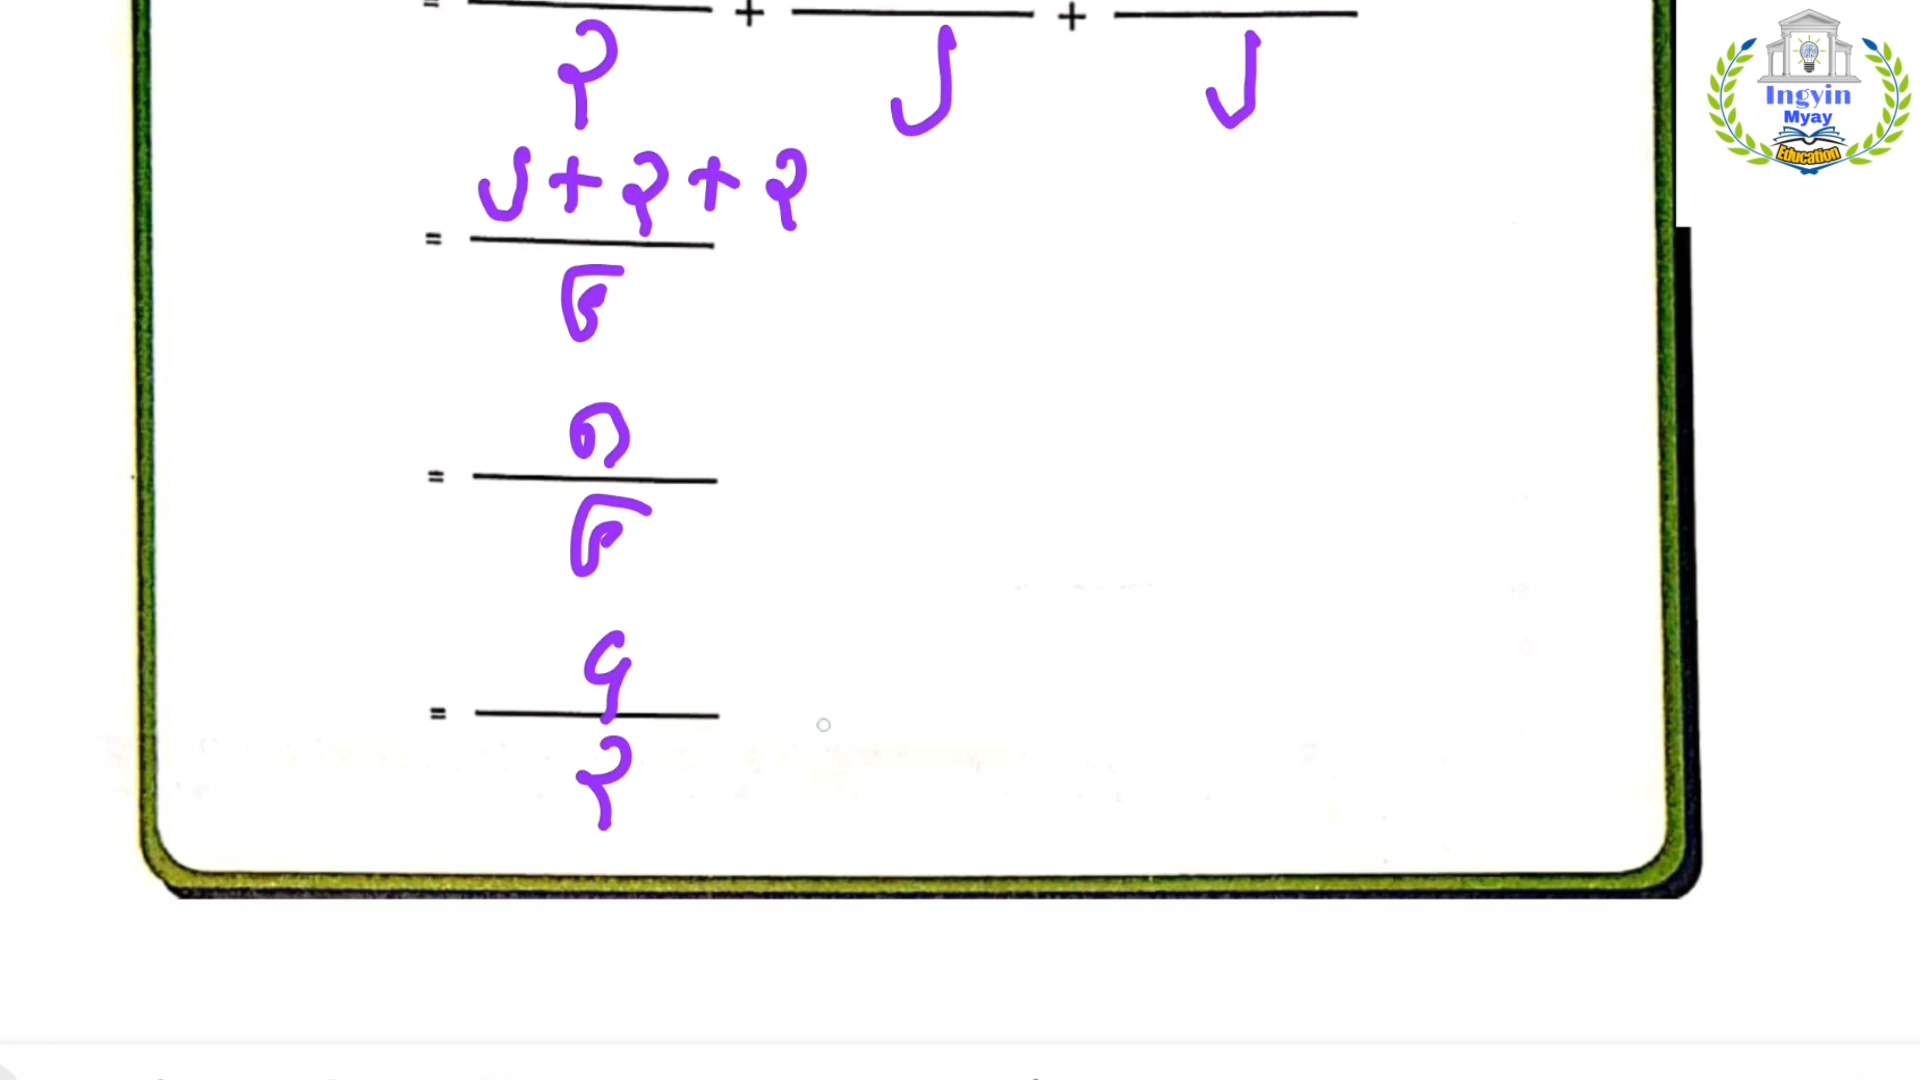 = + +
၃ ၂ ၂
၂ + ၃ + ၃
=
၆
၈
=
၆
၄
=
၃
Ingyin
Myay
Education